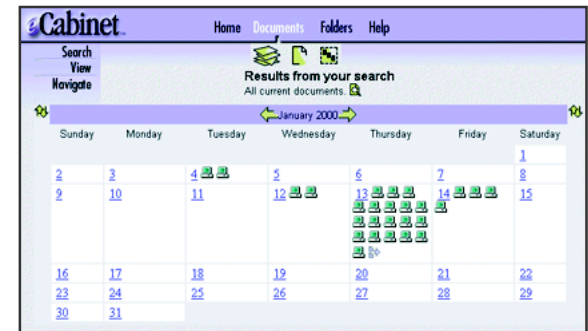 eCabinet
Home Documents Folders Help
Search
View
Navigate
Results from your search
All current documents.
January 2000
Sunday Monday Tuesday Wednesday Thursday Friday Saturday
1
2 3 4 5 6 7 8
9 10 11 12 13 14 15
16 17 18 19 20 21 22
23 24 25 26 27 28 29
30 31